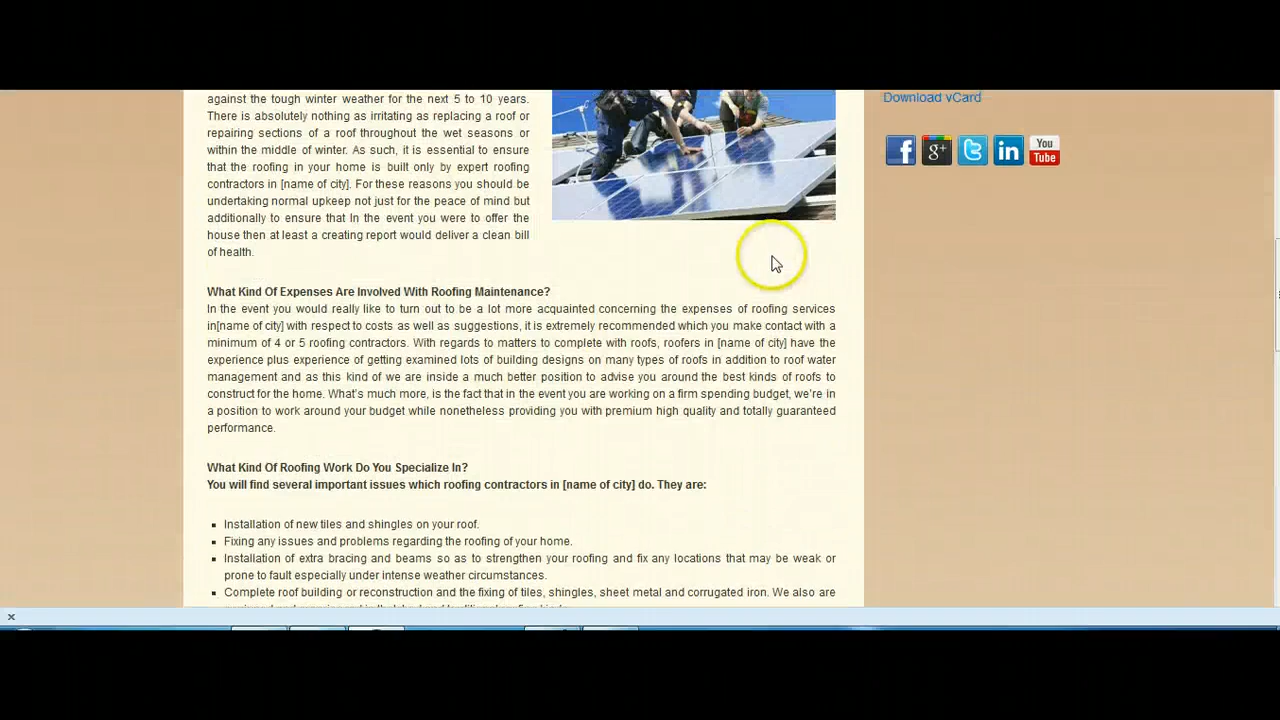 against the tough winter weather for the next 5 to 10 years.
There is absolutely nothing as irritating as replacing a roof or
repairing sections of a roof throughout the wet seasons or
within the middle of winter. As such, it is essential to ensure
that the roofing in your home is built only by expert roofing
contractors in [name of city]. For these reasons you should be
undertaking normal upkeep not just for the peace of mind but
additionally to ensure that In the event you were to offer the
house then at least a creating report would deliver a clean bill
of health.
Download vCard
f
g+
t
in
You
Tube
What Kind Of Expenses Are Involved With Roofing Maintenance?
In the event you would really like to turn out to be a lot more acquainted concerning the expenses of roofing services
in[name of city] with respect to costs as well as suggestions, it is extremely recommended which you make contact with a
minimum of 4 or 5 roofing contractors. With regards to matters to complete with roofs, roofers in [name of city] have the
experience plus experience of getting examined lots of building designs on many types of roofs in addition to roof water
management and as this kind of we are inside a much better position to advise you around the best kinds of roofs to
construct for the home. What's much more, is the fact that in the event you are working on a firm spending budget, we're in
a position to work around your budget while nonetheless providing you with premium high quality and totally guaranteed
performance.
What Kind Of Roofing Work Do You Specialize In?
You will find several important issues which roofing contractors in [name of city] do. They are:
Installation of new tiles and shingles on your roof.
Fixing any issues and problems regarding the roofing of your home.
Installation of extra bracing and beams so as to strengthen your roofing and fix any locations that may be weak or
prone to fault especially under intense weather circumstances.
Complete roof building or reconstruction and the fixing of tiles, shingles, sheet metal and corrugated iron. We also are